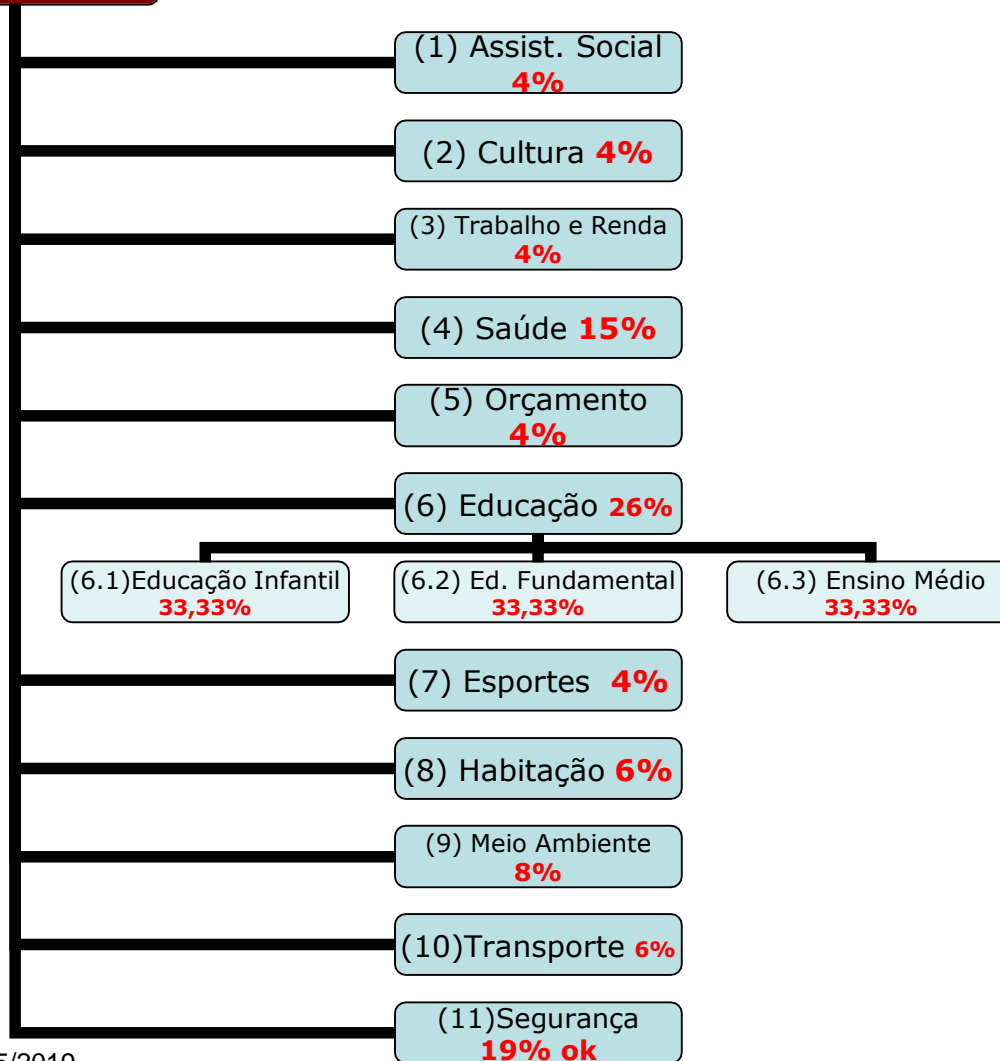 (1) Assist. Social
4%
(2) Cultura 4%
(3) Trabalho e Renda
4%
(4) Saúde 15%
(5) Orçamento
4%
(6) Educação 26%
(6.1)Educação Infantil
33,33%
(6.2) Ed. Fundamental
33,33%
(6.3) Ensino Médio
33,33%
(7) Esportes 4%
(8) Habitação 6%
(9) Meio Ambiente
8%
(10)Transporte 6%
(11)Segurança
19% ok